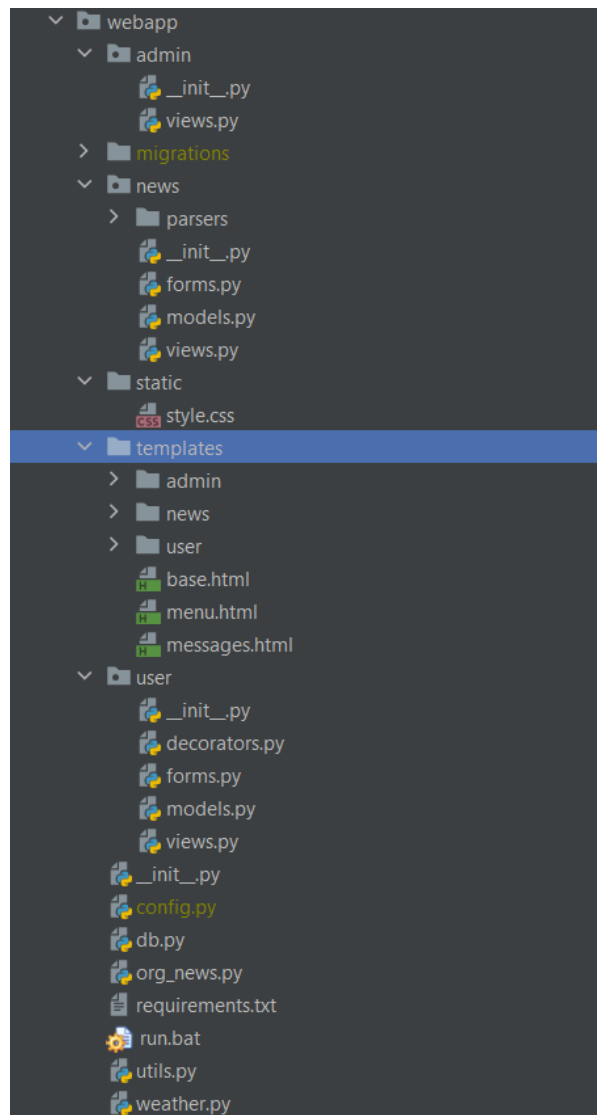 webapp
admin
__init__.py
views.py
migrations
news
parsers
__init__.py
forms.py
models.py
views.py
static
CSS style.css
templates
admin
news
user
H base.html
H menu.html
H messages.html
user
__init__.py
decorators.py
forms.py
models.py
views.py
__init__.py
config.py
db.py
org_news.py
requirements.txt
run.bat
utils.py
weather.py